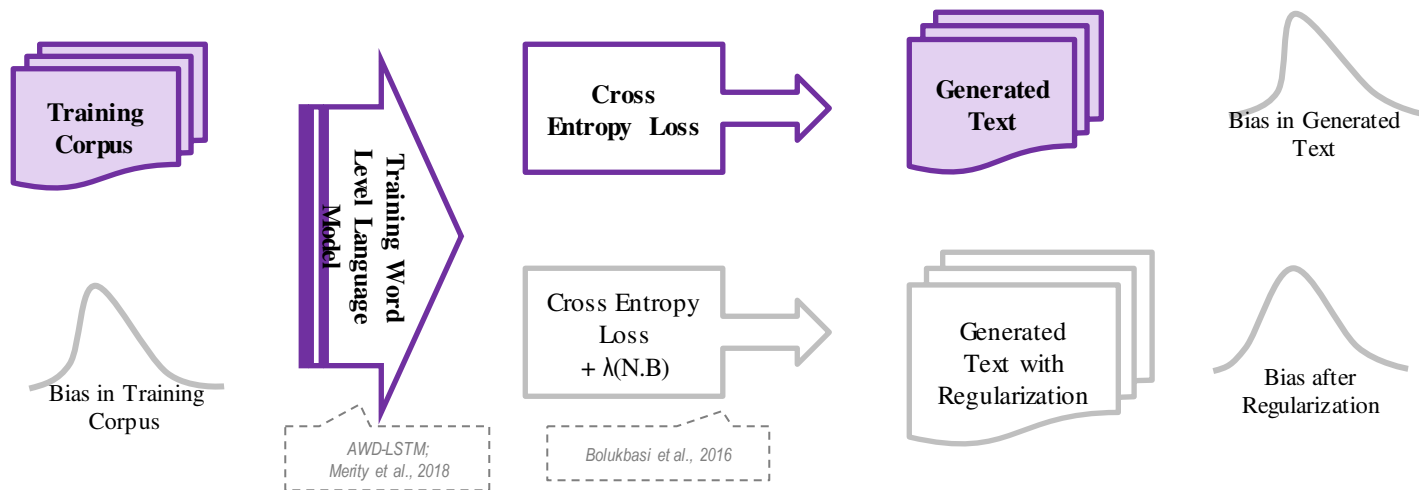 Training
Corpus
Bias in Training
Corpus
Training Word
Level Language
Model
AWD-LSTM;
Merity et al., 2018
Cross
Entropy Loss
Cross Entropy
Loss
+ λ(N.B)
Bolukbasi et al., 2016
Generated
Text
Bias in Generated
Text
Generated
Text with
Regularization
Bias after
Regularization